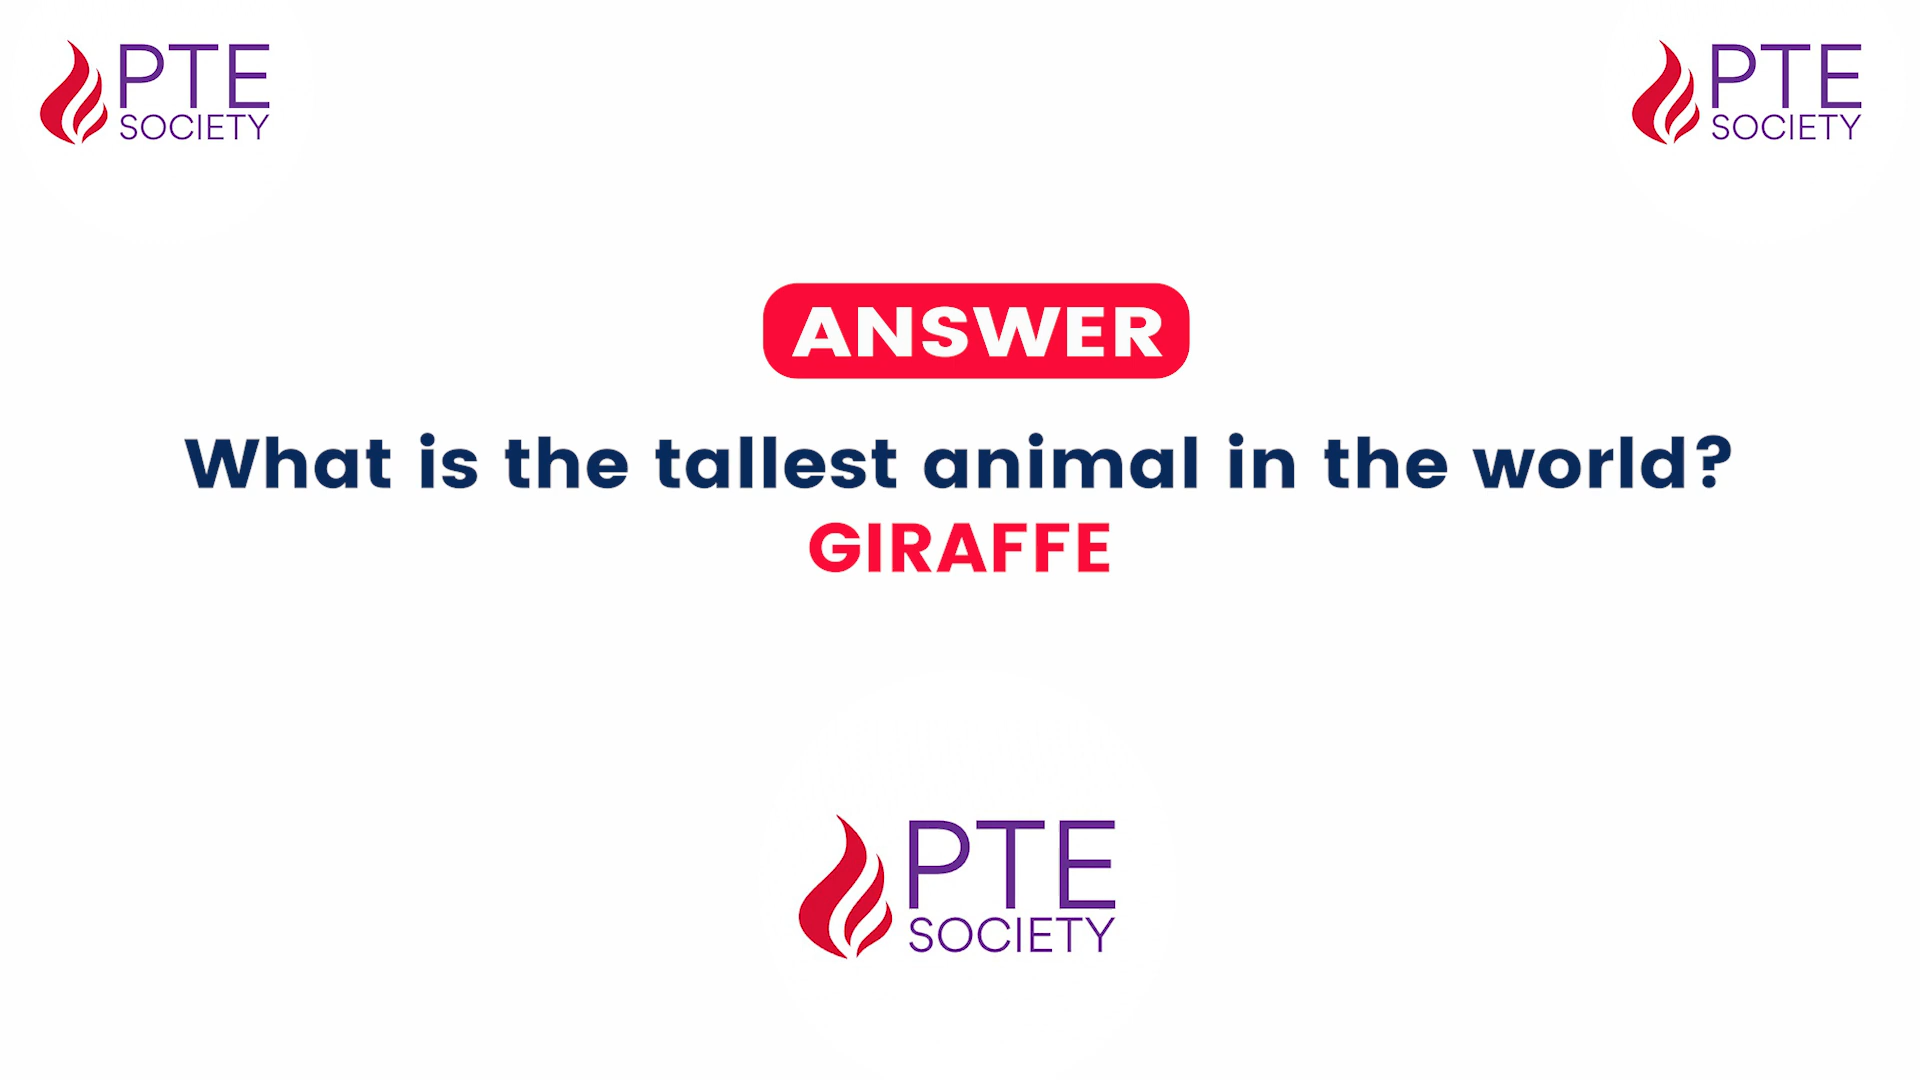 PTE
SOCIETY
PTE
SOCIETY
ANSWER
What is the tallest animal in the world?
GIRAFFE
PTE
SOCIETY